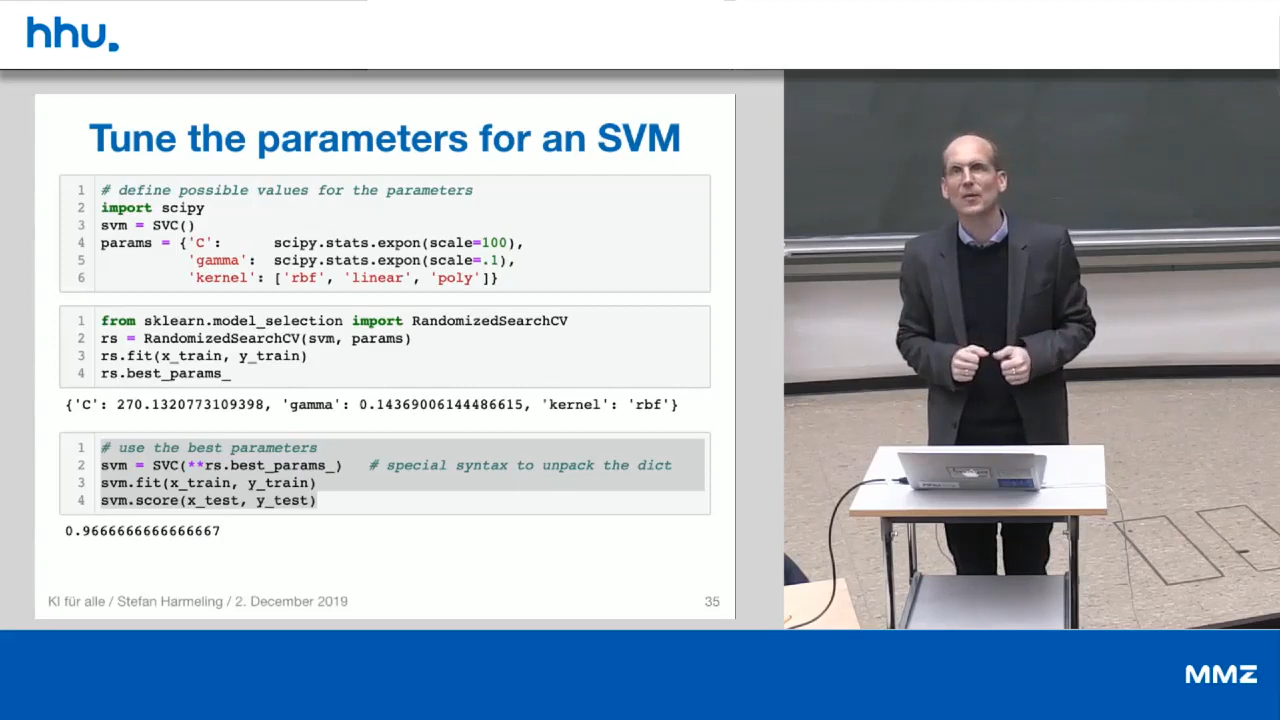 hhu.
Tune the parameters for an SVM
1 # define possible values for the parameters
2 import scipy
3 svm = SVC()
4 params = {'C': scipy.stats.expon(scale=100),
5 'gamma': scipy.stats.expon(scale=.1),
6 'kernel': ['rbf', 'linear', 'poly']}
1 from sklearn.model_selection import RandomizedSearchCV
2 rs = RandomizedSearchCV(svm, params)
3 rs.fit(x_train, y_train)
4 rs.best_params_
{'C': 270.1320773109398, 'gamma': 0.14369006144486615, 'kernel': 'rbf'}
1 # use the best parameters
2 svm = SVC(**rs.best_params_) # special syntax to unpack the dict
3 svm.fit(x_train, y_train)
4 svm.score(x_test, y_test)
0.9666666666666667
KI für alle / Stefan Harmeling / 2. December 2019
35
MMZ